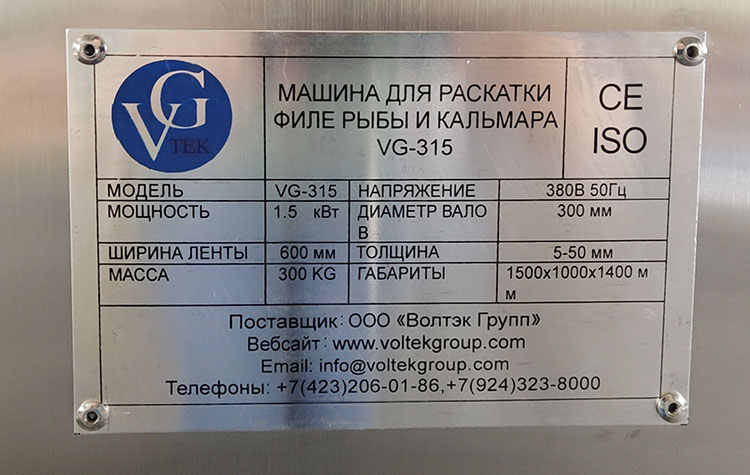 VG
TEK
МАШИНА ДЛЯ РАСКАТКИ
ФИЛЕ РЫБЫ И КАЛЬМАРА
VG-315
CE
ISO
МОДЕЛЬ VG-315 НАПРЯЖЕНИЕ 380В 50Гц
МОЩНОСТЬ 1.5 кВт ДИАМЕТР ВАЛО 300 мм
В
ШИРИНА ЛЕНТЫ 600 мм ТОЛЩИНА 5-50 мм
МАССА 300 KG ГАБАРИТЫ 1500x1000x1400 м
м
Поставщик: ООО «Волтэк Групп»
Вебсайт: www.voltekgroup.com
Email: info@voltekgroup.com
Телефоны: +7(423)206-01-86,+7(924)323-8000